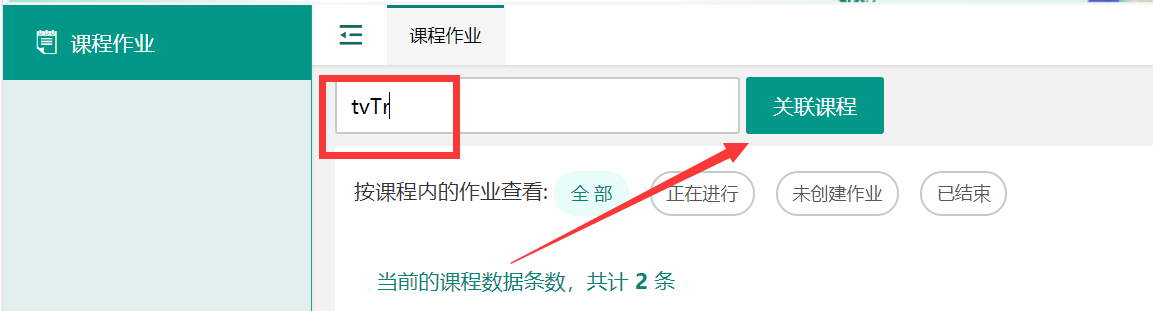 课程作业
课程作业
tvTr
关联课程
按课程内的作业查看: 全 部 正在进行 未创建作业 已结束
当前的课程数据条数，共计 2 条